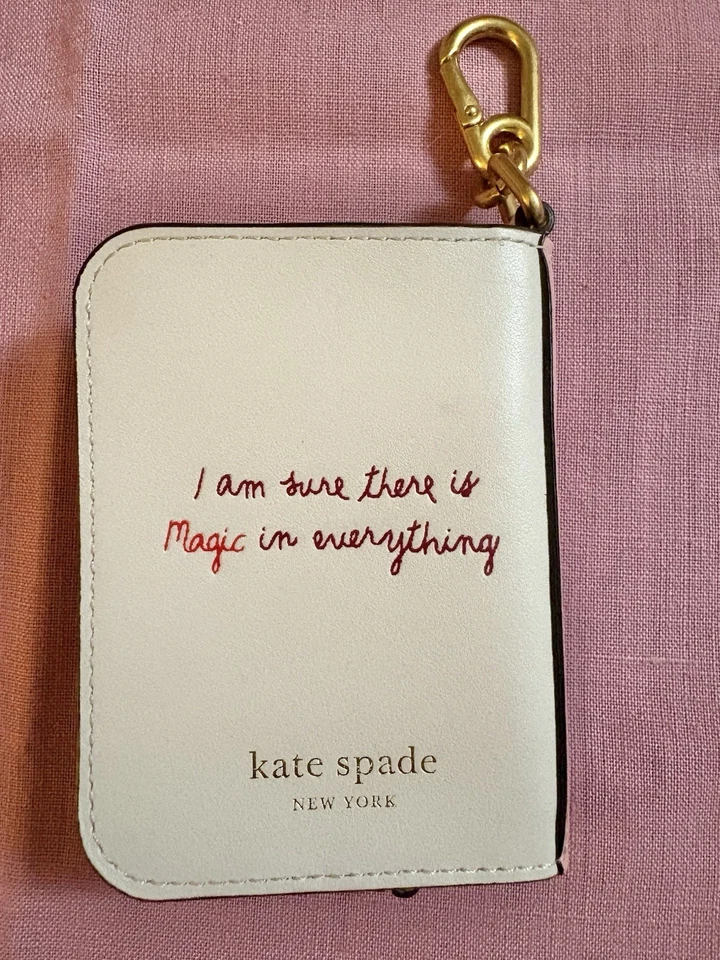 I am sure there is
Magic in everything
kate spade
NEW YORK